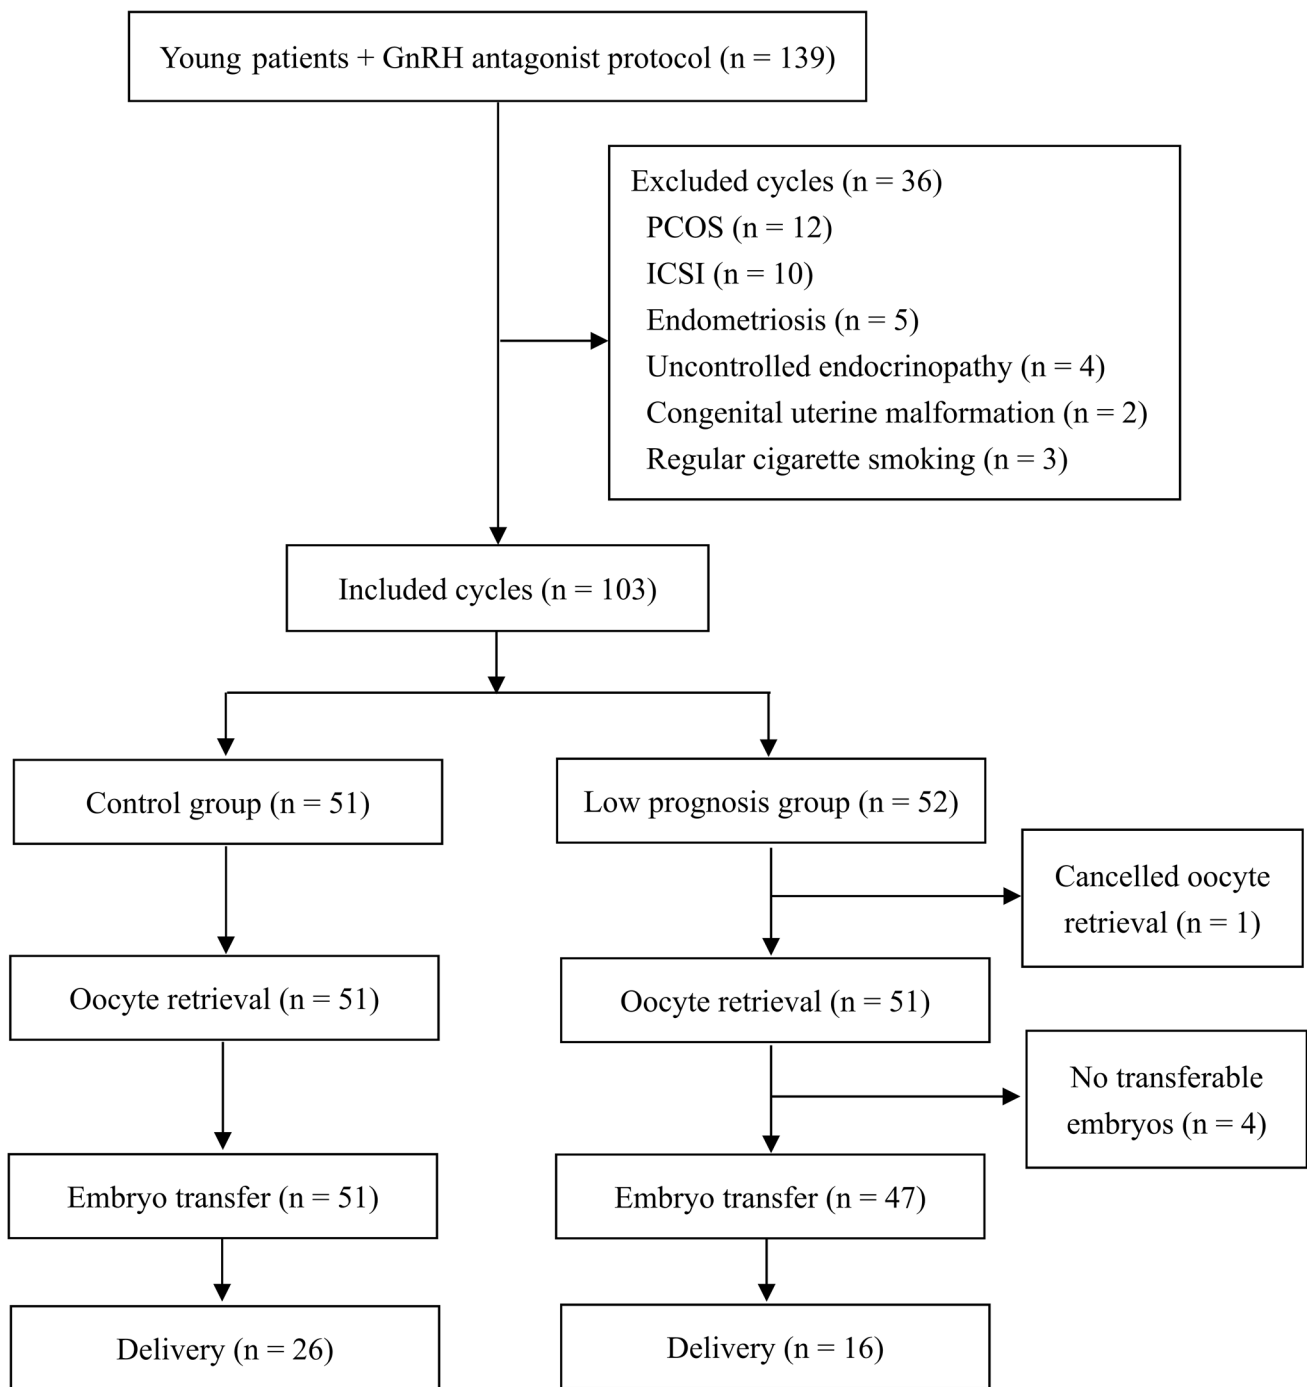 Young patients + GnRH antagonist protocol (n = 139)
Excluded cycles (n = 36)
PCOS (n = 12)
ICSI (n = 10)
Endometriosis (n = 5)
Uncontrolled endocrinopathy (n = 4)
Congenital uterine malformation (n = 2)
Regular cigarette smoking (n = 3)
Included cycles (n = 103)
Control group (n = 51)
Low prognosis group (n = 52)
Cancelled oocyte
retrieval (n = 1)
Oocyte retrieval (n = 51)
Oocyte retrieval (n = 51)
No transferable
embryos (n = 4)
Embryo transfer (n = 51)
Embryo transfer (n = 47)
Delivery (n = 26)
Delivery (n = 16)